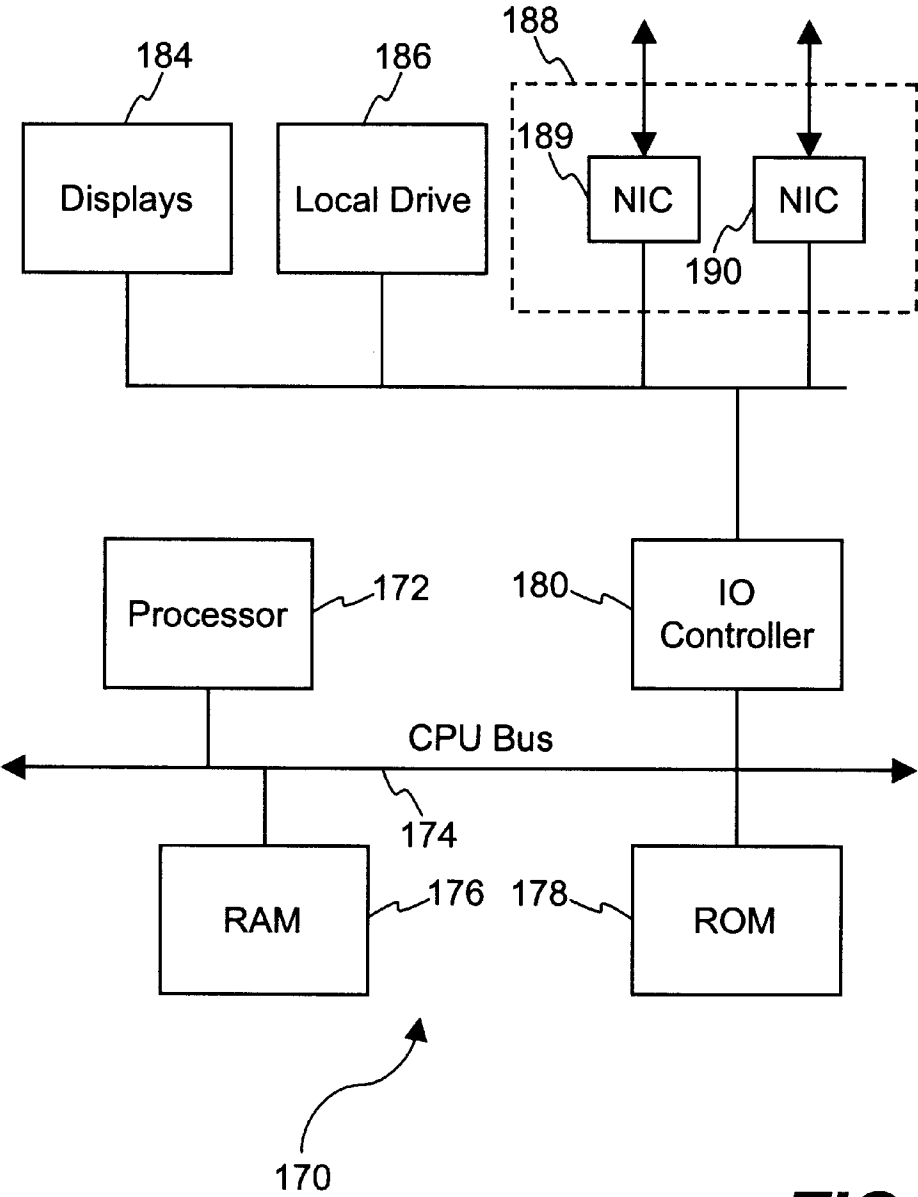 188
184
186
189
Displays
Local Drive
NIC
NIC
190
Processor
172
180
IO
Controller
CPU Bus
174
RAM
176
178
ROM
170